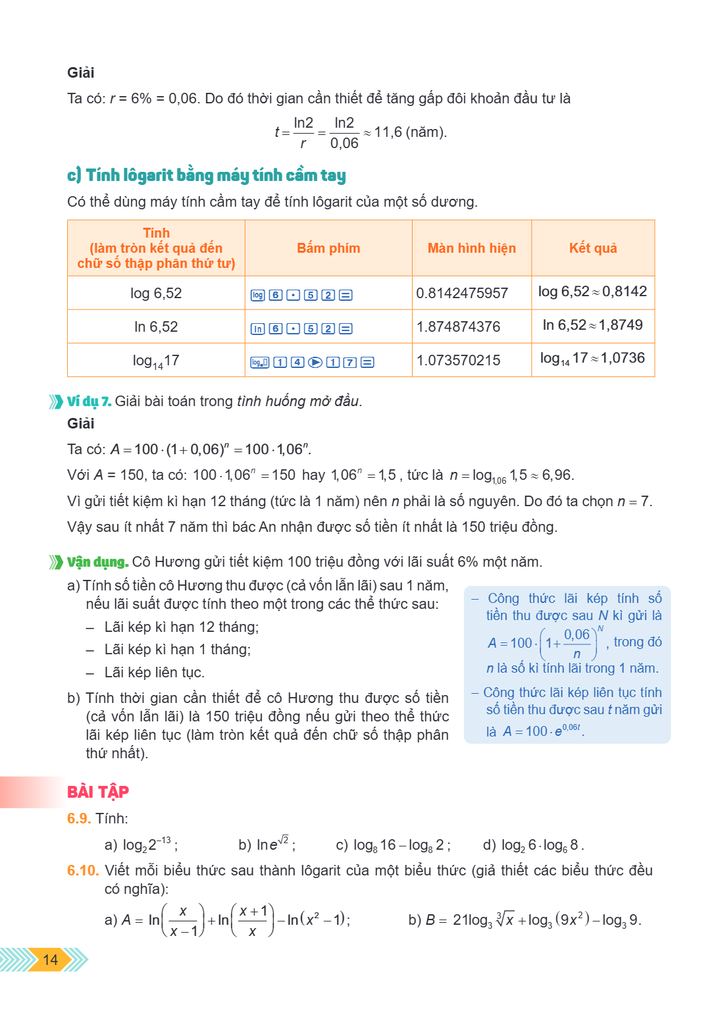 Giải
Ta có: r = 6% = 0,06. Do đó thời gian cần thiết để tăng gấp đôi khoản đầu tư là
t = ln2/r = ln2/0,06 ≈ 11,6 (năm).
c) Tính lôgarit bằng máy tính cầm tay
Có thể dùng máy tính cầm tay để tính lôgarit của một số dương.
Tính (làm tròn kết quả đến chữ số thập phân thứ tư) | Bấm phím | Màn hình hiện | Kết quả
log 6,52 | log 6 • 5 2 = | 0.8142475957 | log 6,52 ≈ 0,8142
ln 6,52 | ln 6 • 5 2 = | 1.874874376 | ln 6,52 ≈ 1,8749
log₁₄17 | log■□ 1 4 ▶ 1 7 = | 1.073570215 | log₁₄ 17 ≈ 1,0736
Ví dụ 7. Giải bài toán trong tình huống mở đầu.
Giải
Ta có: A = 100 · (1 + 0,06)ⁿ = 100 · 1,06ⁿ.
Với A = 150, ta có: 100 · 1,06ⁿ = 150 hay 1,06ⁿ = 1,5 , tức là n = log₁,₀₆ 1,5 ≈ 6,96.
Vì gửi tiết kiệm kì hạn 12 tháng (tức là 1 năm) nên n phải là số nguyên. Do đó ta chọn n = 7.
Vậy sau ít nhất 7 năm thì bác An nhận được số tiền ít nhất là 150 triệu đồng.
Vận dụng. Cô Hương gửi tiết kiệm 100 triệu đồng với lãi suất 6% một năm.
a) Tính số tiền cô Hương thu được (cả vốn lẫn lãi) sau 1 năm,
nếu lãi suất được tính theo một trong các thể thức sau:
– Lãi kép kì hạn 12 tháng;
– Lãi kép kì hạn 1 tháng;
– Lãi kép liên tục.
b) Tính thời gian cần thiết để cô Hương thu được số tiền
(cả vốn lẫn lãi) là 150 triệu đồng nếu gửi theo thể thức
lãi kép liên tục (làm tròn kết quả đến chữ số thập phân
thứ nhất).
– Công thức lãi kép tính số
tiền thu được sau N kì gửi là
A = 100 · (1 + 0,06/n)ᴺ , trong đó
n là số kì tính lãi trong 1 năm.
– Công thức lãi kép liên tục tính
số tiền thu được sau t năm gửi
là A = 100 · e^(0,06t) .
BÀI TẬP
6.9. Tính:
a) log₂ 2⁻¹³ ; b) ln e^(√2) ; c) log₈ 16 – log₈ 2 ; d) log₂ 6 · log₆ 8 .
6.10. Viết mỗi biểu thức sau thành lôgarit của một biểu thức (giả thiết các biểu thức đều
có nghĩa):
a) A = ln(x/(x – 1)) + ln((x + 1)/x) – ln(x² – 1); b) B = 21log₃ ∛x + log₃(9x²) – log₃ 9.
14